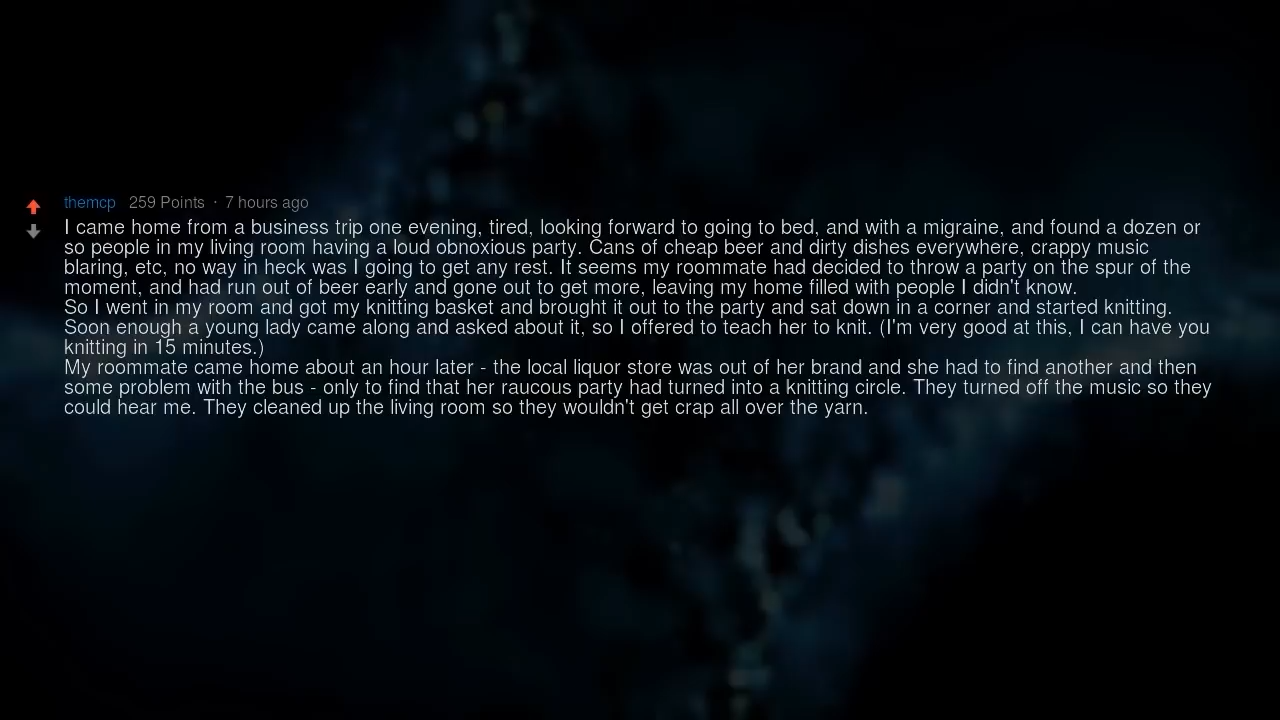 themcp 259 Points · 7 hours ago
I came home from a business trip one evening, tired, looking forward to going to bed, and with a migraine, and found a dozen or
so people in my living room having a loud obnoxious party. Cans of cheap beer and dirty dishes everywhere, crappy music
blaring, etc, no way in heck was I going to get any rest. It seems my roommate had decided to throw a party on the spur of the
moment, and had run out of beer early and gone out to get more, leaving my home filled with people I didn't know.
So I went in my room and got my knitting basket and brought it out to the party and sat down in a corner and started knitting.
Soon enough a young lady came along and asked about it, so I offered to teach her to knit. (I'm very good at this, I can have you
knitting in 15 minutes.)
My roommate came home about an hour later - the local liquor store was out of her brand and she had to find another and then
some problem with the bus - only to find that her raucous party had turned into a knitting circle. They turned off the music so they
could hear me. They cleaned up the living room so they wouldn't get crap all over the yarn.